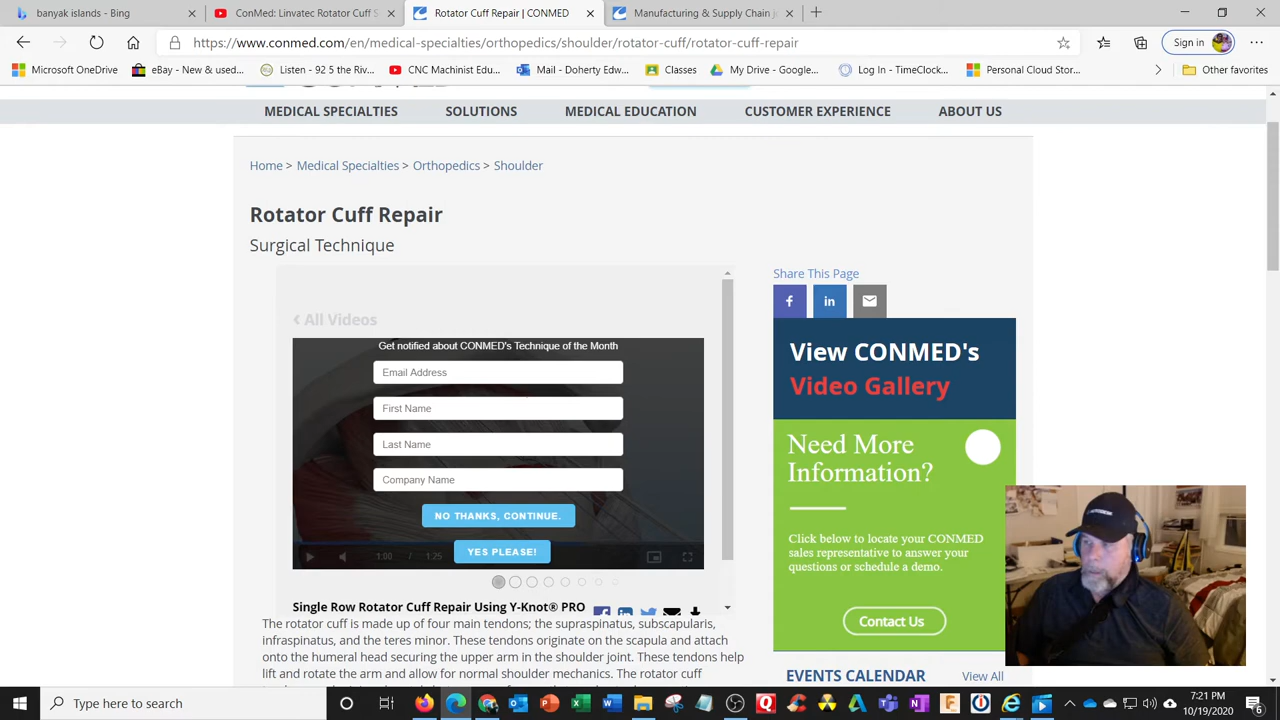 banyak islands - Bing
ConMed: Linvatec Rotator Cuff S
Rotator Cuff Repair | CONMED
Manufacturing & Supply Chain jo
https://www.conmed.com/en/medical-specialties/orthopedics/shoulder/rotator-cuff/rotator-cuff-repair
Sign in
Microsoft OneDrive
eBay - New & used...
Listen - 92 5 the Riv...
CNC Machinist Edu...
Mail - Doherty Edw...
Classes
My Drive - Google...
Log In - TimeClock...
Personal Cloud Stor...
Other favorites
MEDICAL SPECIALTIES
SOLUTIONS
MEDICAL EDUCATION
CUSTOMER EXPERIENCE
ABOUT US
Home > Medical Specialties > Orthopedics > Shoulder
Rotator Cuff Repair
Surgical Technique
‹ All Videos
Get notified about CONMED's Technique of the Month
Email Address
First Name
Last Name
Company Name
NO THANKS, CONTINUE.
YES PLEASE!
1:00 / 1:25
Single Row Rotator Cuff Repair Using Y-Knot® PRO
The rotator cuff is made up of four main tendons; the supraspinatus, subscapularis,
infraspinatus, and the teres minor. These tendons originate on the scapula and attach
onto the humeral head securing the upper arm in the shoulder joint. These tendons help
lift and rotate the arm and allow for normal shoulder mechanics. The rotator cuff
Share This Page
View CONMED's
Video Gallery
Need More
Information?
Click below to locate your CONMED
sales representative to answer your
questions or schedule a demo.
Contact Us
EVENTS CALENDAR
View All
Type here to search
7:21 PM
10/19/2020
6